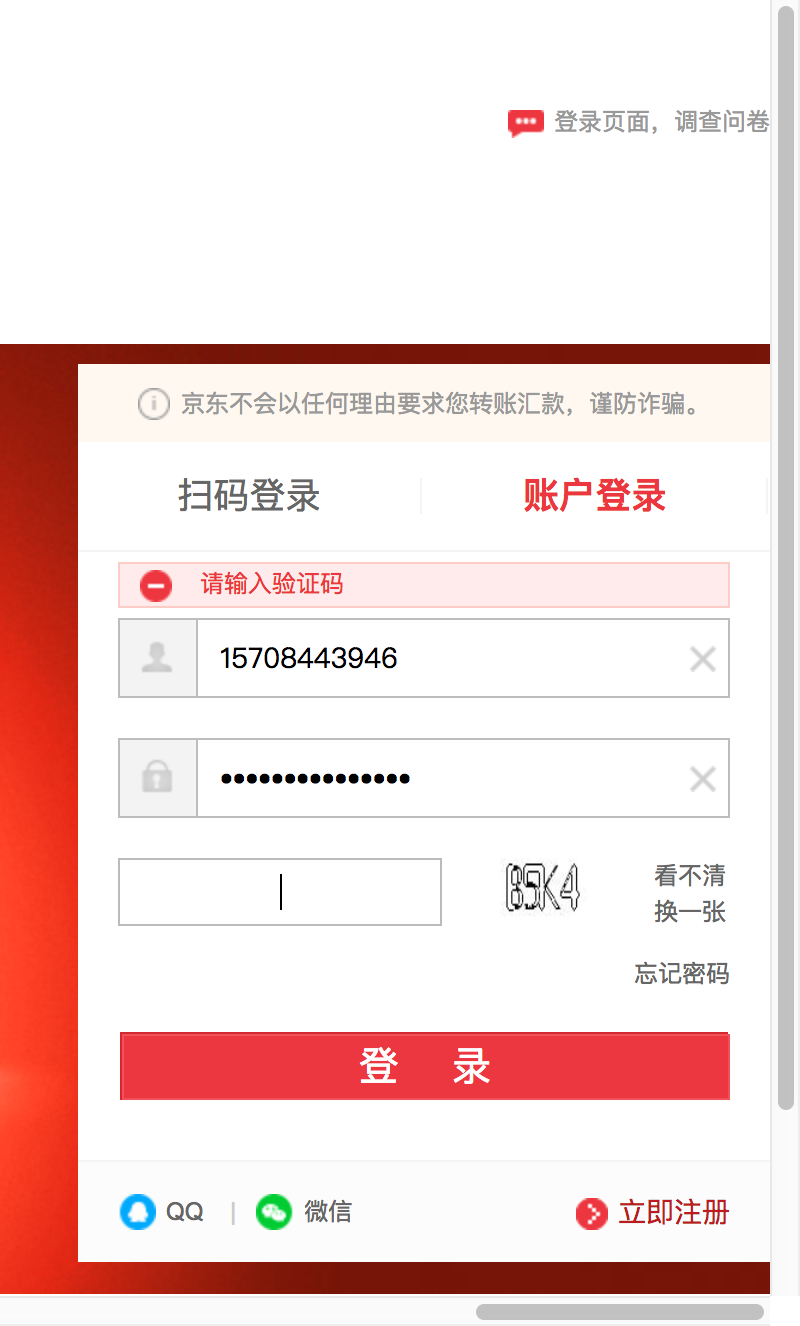 登录页面，调查问卷
京东不会以任何理由要求您转账汇款，谨防诈骗。
扫码登录
账户登录
请输入验证码
15708443946
•••••••••••••••
B5K4
看不清
换一张
忘记密码
登 录
QQ
|
微信
立即注册